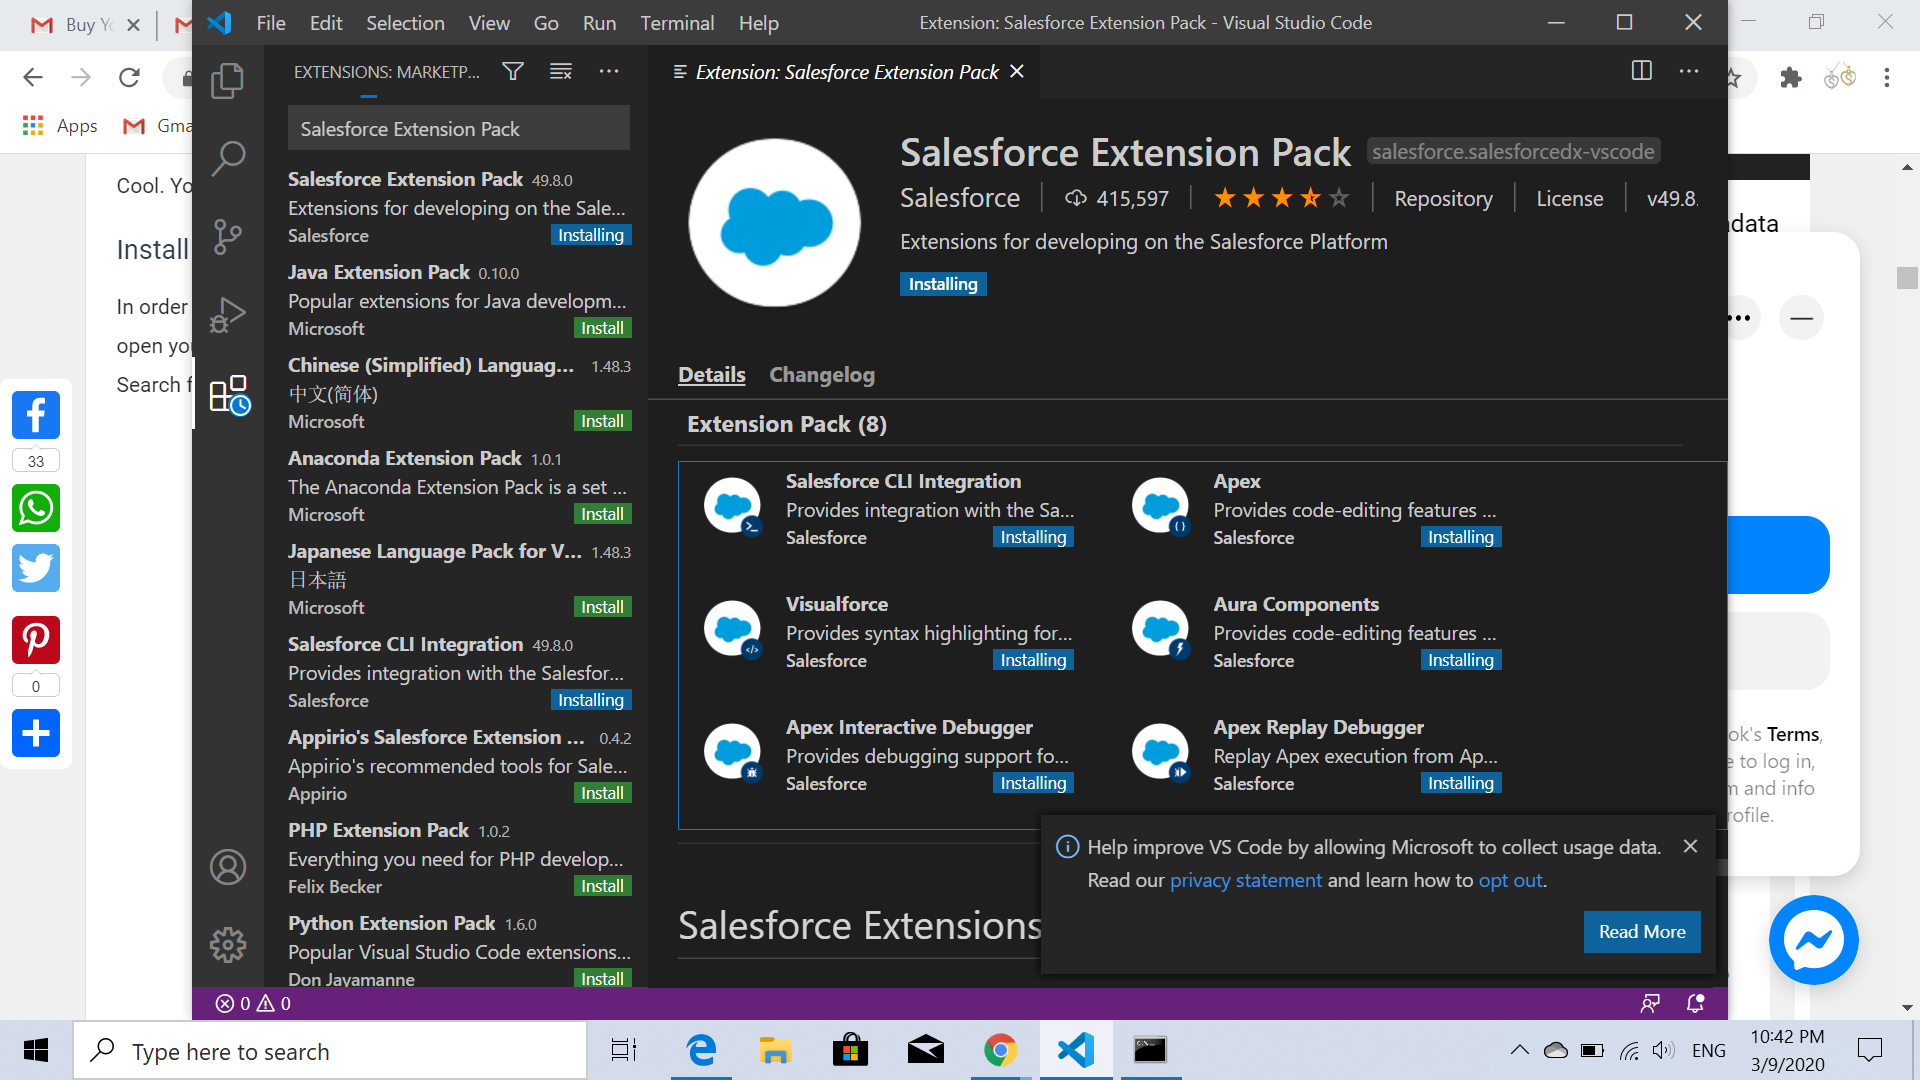 Buy Yo
File Edit Selection View Go Run Terminal Help
Extension: Salesforce Extension Pack - Visual Studio Code
Apps Gma
Cool. Yo
Install
In order
open you
Search f
33
0
EXTENSIONS: MARKETP...
Salesforce Extension Pack
Salesforce Extension Pack 49.8.0
Extensions for developing on the Sale...
Salesforce Installing
Java Extension Pack 0.10.0
Popular extensions for Java developm...
Microsoft Install
Chinese (Simplified) Languag... 1.48.3
中文(简体)
Microsoft Install
Anaconda Extension Pack 1.0.1
The Anaconda Extension Pack is a set ...
Microsoft Install
Japanese Language Pack for V... 1.48.3
日本語
Microsoft Install
Salesforce CLI Integration 49.8.0
Provides integration with the Salesfor...
Salesforce Installing
Appirio's Salesforce Extension ... 0.4.2
Appirio's recommended tools for Sale...
Appirio Install
PHP Extension Pack 1.0.2
Everything you need for PHP develop...
Felix Becker Install
Python Extension Pack 1.6.0
Popular Visual Studio Code extensions...
Don Jayamanne Install
Extension: Salesforce Extension Pack
Salesforce Extension Pack salesforce.salesforcedx-vscode
Salesforce 415,597 Repository License v49.8.
Extensions for developing on the Salesforce Platform
Installing
Details Changelog
Extension Pack (8)
Salesforce CLI Integration
Provides integration with the Sa...
Salesforce Installing
Apex
Provides code-editing features ...
Salesforce Installing
Visualforce
Provides syntax highlighting for...
Salesforce Installing
Aura Components
Provides code-editing features ...
Salesforce Installing
Apex Interactive Debugger
Provides debugging support fo...
Salesforce Installing
Apex Replay Debugger
Replay Apex execution from Ap...
Salesforce Installing
Salesforce Extensions
Help improve VS Code by allowing Microsoft to collect usage data.
Read our privacy statement and learn how to opt out.
Read More
adata
ok's Terms,
e to log in,
n and info
rofile.
0 0
Type here to search
ENG
10:42 PM
3/9/2020